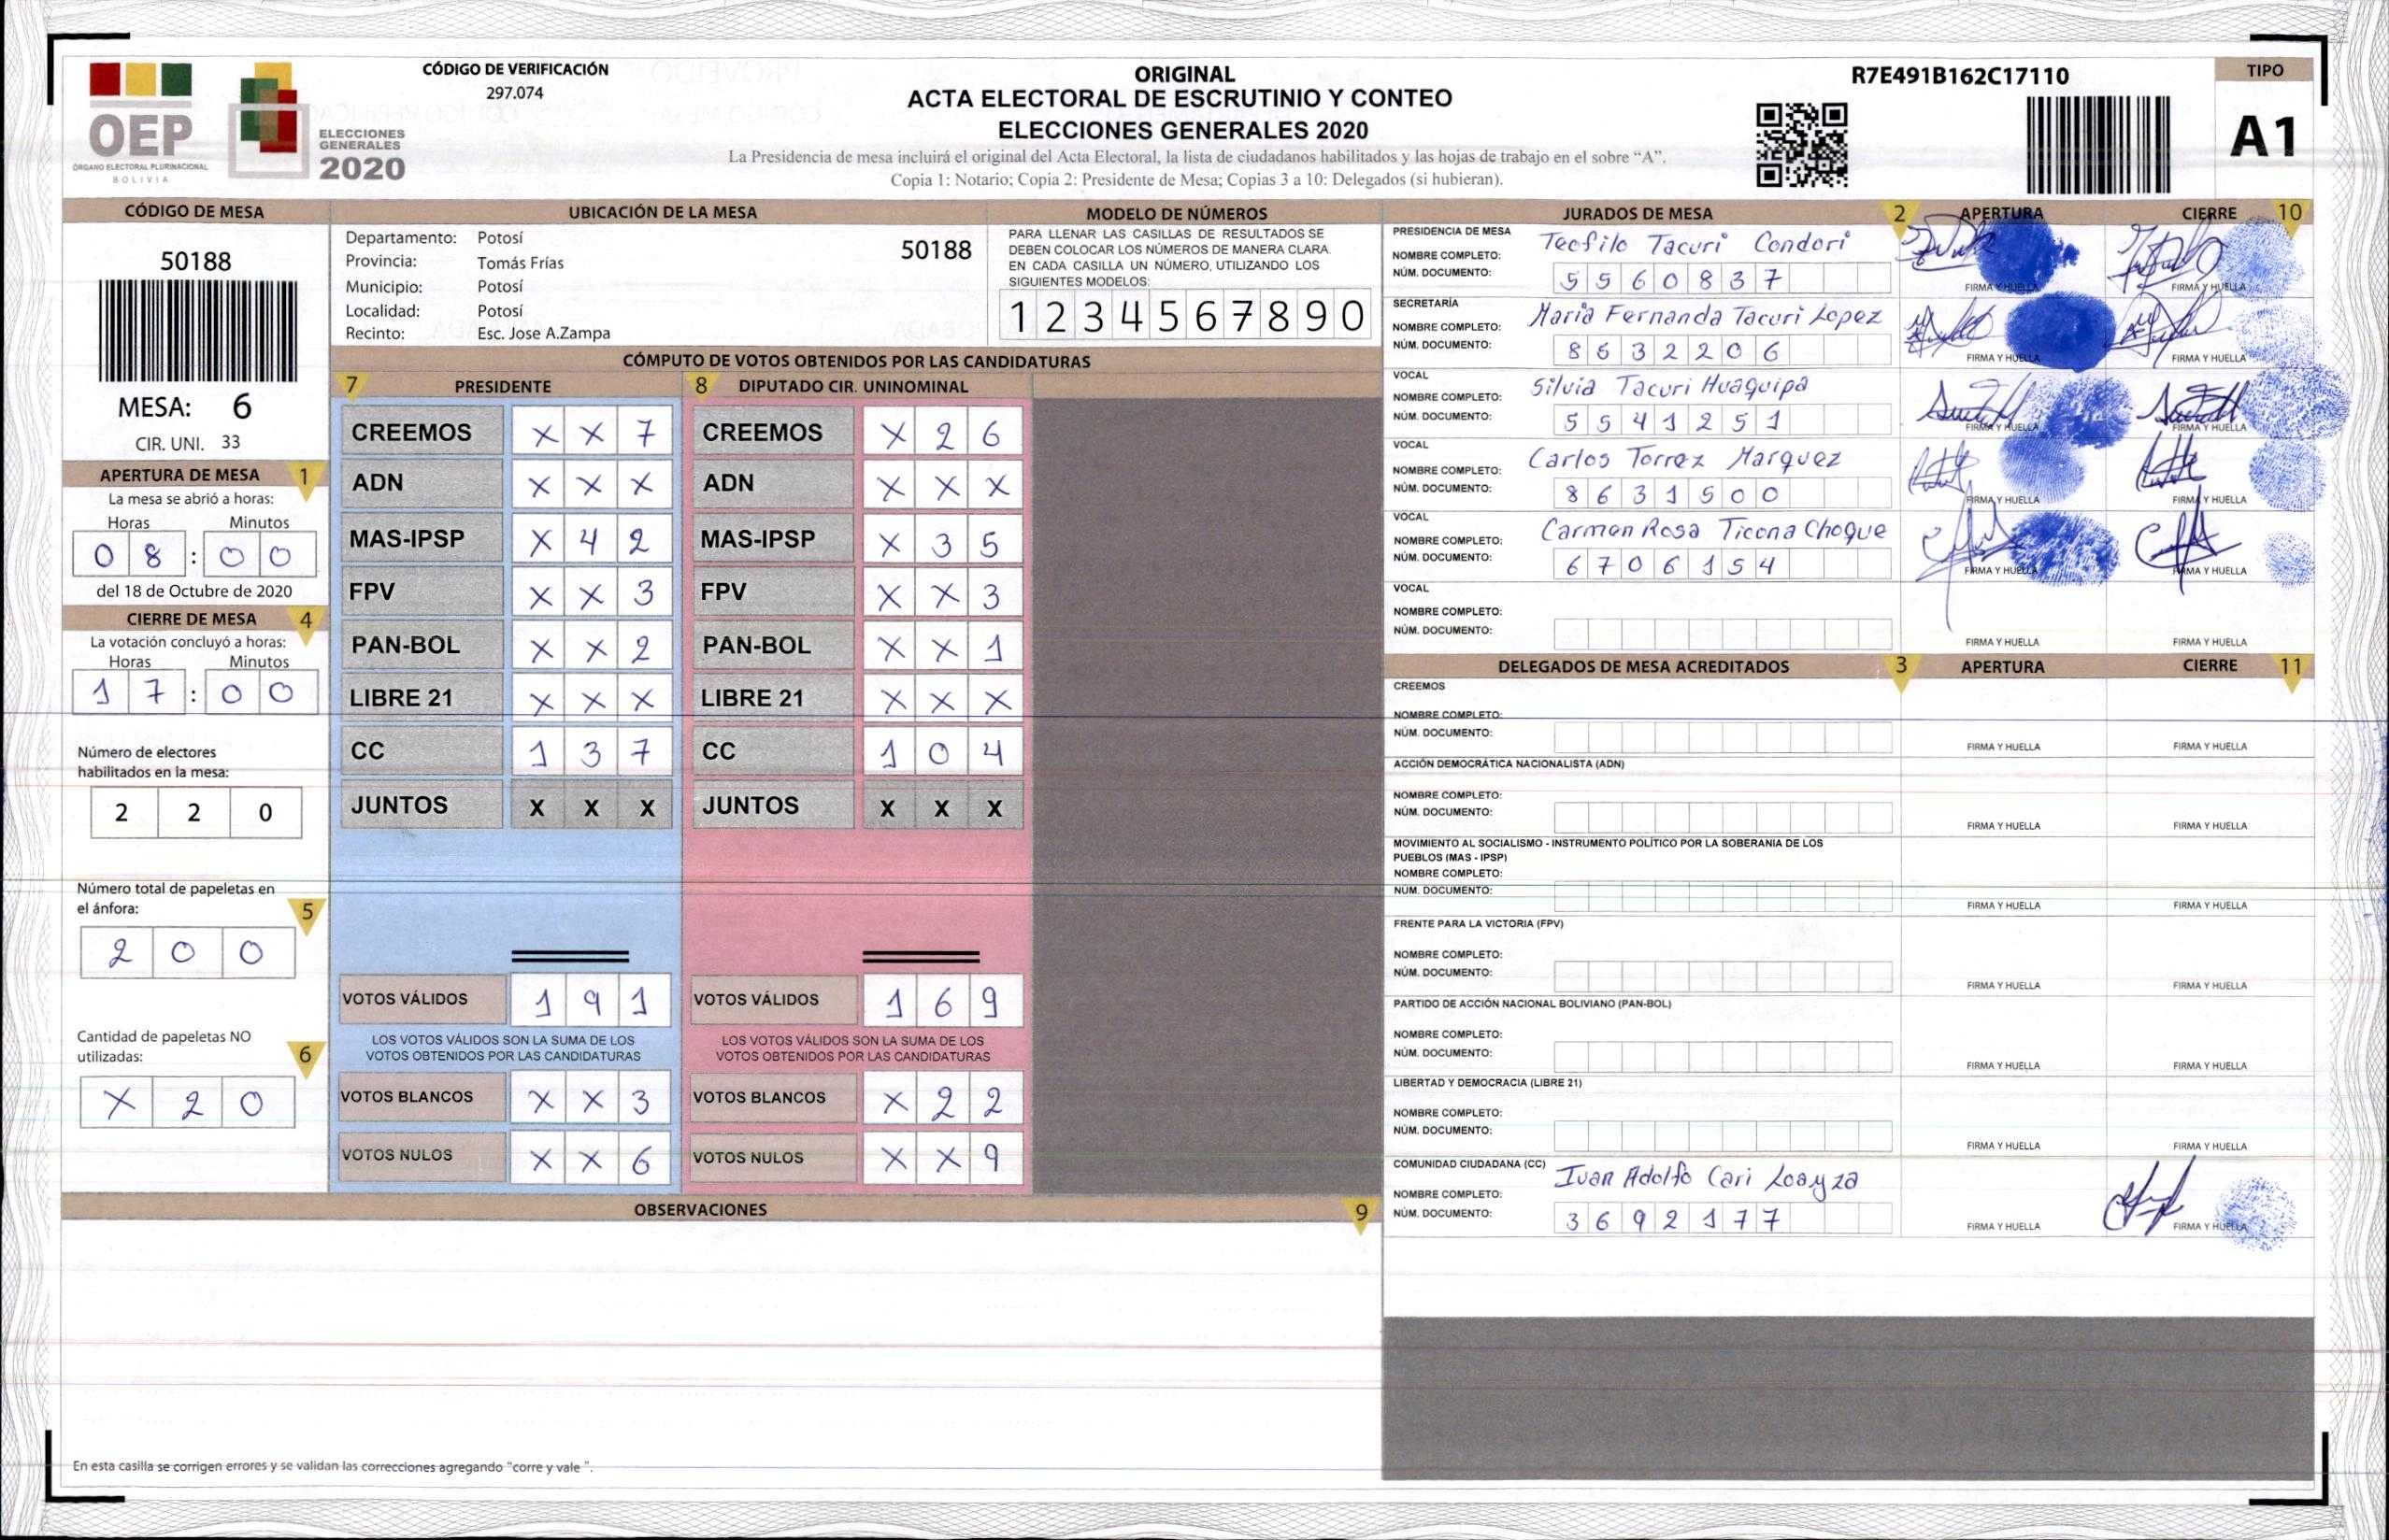 OEP
ÓRGANO ELECTORAL PLURINACIONAL
BOLIVIA
ELECCIONES
GENERALES
2020
CÓDIGO DE VERIFICACIÓN
297.074
ORIGINAL
ACTA ELECTORAL DE ESCRUTINIO Y CONTEO
ELECCIONES GENERALES 2020
La Presidencia de mesa incluirá el original del Acta Electoral, la lista de ciudadanos habilitados y las hojas de trabajo en el sobre “A”.
Copia 1: Notario; Copia 2: Presidente de Mesa; Copias 3 a 10: Delegados (si hubieran).
R7E491B162C17110
TIPO
A1
CÓDIGO DE MESA
50188
MESA: 6
CIR. UNI. 33
APERTURA DE MESA 1
La mesa se abrió a horas:
Horas Minutos
0 8 : 0 0
del 18 de Octubre de 2020
CIERRE DE MESA 4
La votación concluyó a horas:
Horas Minutos
1 7 : 0 0
Número de electores
habilitados en la mesa:
2 2 0
Número total de papeletas en
el ánfora: 5
2 0 0
Cantidad de papeletas NO
utilizadas: 6
X 2 0
UBICACIÓN DE LA MESA
Departamento: Potosí 50188
Provincia: Tomás Frías
Municipio: Potosí
Localidad: Potosí
Recinto: Esc. Jose A.Zampa
MODELO DE NÚMEROS
PARA LLENAR LAS CASILLAS DE RESULTADOS SE
DEBEN COLOCAR LOS NÚMEROS DE MANERA CLARA.
EN CADA CASILLA UN NÚMERO, UTILIZANDO LOS
SIGUIENTES MODELOS:
1 2 3 4 5 6 7 8 9 0
CÓMPUTO DE VOTOS OBTENIDOS POR LAS CANDIDATURAS
7 PRESIDENTE 8 DIPUTADO CIR. UNINOMINAL
CREEMOS X X 7 CREEMOS X 2 6
ADN X X X ADN X X X
MAS-IPSP X 4 2 MAS-IPSP X 3 5
FPV X X 3 FPV X X 3
PAN-BOL X X 2 PAN-BOL X X 1
LIBRE 21 X X X LIBRE 21 X X X
CC 1 3 7 CC 1 0 4
JUNTOS X X X JUNTOS X X X
VOTOS VÁLIDOS 1 9 1 VOTOS VÁLIDOS 1 6 9
LOS VOTOS VÁLIDOS SON LA SUMA DE LOS LOS VOTOS VÁLIDOS SON LA SUMA DE LOS
VOTOS OBTENIDOS POR LAS CANDIDATURAS VOTOS OBTENIDOS POR LAS CANDIDATURAS
VOTOS BLANCOS X X 3 VOTOS BLANCOS X 2 2
VOTOS NULOS X X 6 VOTOS NULOS X X 9
OBSERVACIONES 9
En esta casilla se corrigen errores y se validan las correcciones agregando “corre y vale ”.
JURADOS DE MESA 2 APERTURA CIERRE 10
PRESIDENCIA DE MESA
NOMBRE COMPLETO: Teofilo Tacuri Condori
NÚM. DOCUMENTO: 5 5 6 0 8 3 7
FIRMA Y HUELLA FIRMA Y HUELLA
SECRETARÍA
NOMBRE COMPLETO: Maria Fernanda Tacuri Lopez
NÚM. DOCUMENTO: 8 6 3 2 2 0 6
FIRMA Y HUELLA FIRMA Y HUELLA
VOCAL
NOMBRE COMPLETO: Silvia Tacuri Huaquipa
NÚM. DOCUMENTO: 5 5 4 1 2 5 1
FIRMA Y HUELLA FIRMA Y HUELLA
VOCAL
NOMBRE COMPLETO: Carlos Torrez Marquez
NÚM. DOCUMENTO: 8 6 3 1 5 0 0
FIRMA Y HUELLA FIRMA Y HUELLA
VOCAL
NOMBRE COMPLETO: Carmen Rosa Ticona Choque
NÚM. DOCUMENTO: 6 7 0 6 1 5 4
FIRMA Y HUELLA FIRMA Y HUELLA
VOCAL
NOMBRE COMPLETO:
NÚM. DOCUMENTO:
FIRMA Y HUELLA FIRMA Y HUELLA
DELEGADOS DE MESA ACREDITADOS 3 APERTURA CIERRE 11
CREEMOS
NOMBRE COMPLETO:
NÚM. DOCUMENTO:
FIRMA Y HUELLA FIRMA Y HUELLA
ACCIÓN DEMOCRÁTICA NACIONALISTA (ADN)
NOMBRE COMPLETO:
NÚM. DOCUMENTO:
FIRMA Y HUELLA FIRMA Y HUELLA
MOVIMIENTO AL SOCIALISMO - INSTRUMENTO POLÍTICO POR LA SOBERANIA DE LOS
PUEBLOS (MAS - IPSP)
NOMBRE COMPLETO:
NÚM. DOCUMENTO:
FIRMA Y HUELLA FIRMA Y HUELLA
FRENTE PARA LA VICTORIA (FPV)
NOMBRE COMPLETO:
NÚM. DOCUMENTO:
FIRMA Y HUELLA FIRMA Y HUELLA
PARTIDO DE ACCIÓN NACIONAL BOLIVIANO (PAN-BOL)
NOMBRE COMPLETO:
NÚM. DOCUMENTO:
FIRMA Y HUELLA FIRMA Y HUELLA
LIBERTAD Y DEMOCRACIA (LIBRE 21)
NOMBRE COMPLETO:
NÚM. DOCUMENTO:
FIRMA Y HUELLA FIRMA Y HUELLA
COMUNIDAD CIUDADANA (CC)
NOMBRE COMPLETO: Ivan Adolfo Cari Loayza
NÚM. DOCUMENTO: 3 6 9 2 1 7 7
FIRMA Y HUELLA FIRMA Y HUELLA